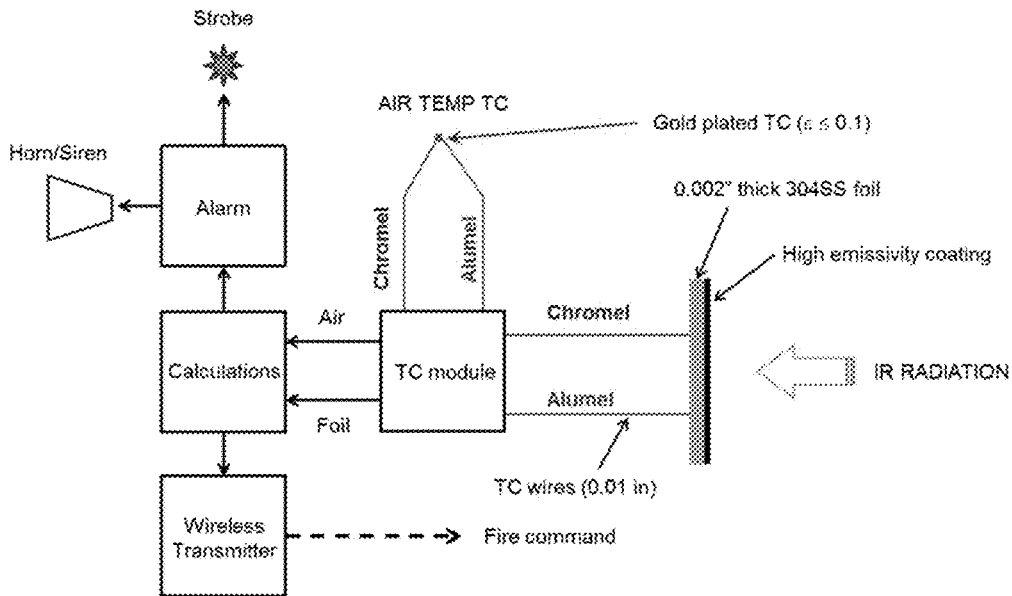 Strobe
AIR TEMP TC
Gold plated TC (ε ≤ 0.1)
Horn/Siren
0.002" thick 304SS foil
Alarm
High emissivity coating
Chromel
Alumel
Air
Chromel
Calculations
TC module
IR RADIATION
Alumel
Foil
TC wires (0.01 in)
Wireless
Transmitter
Fire command